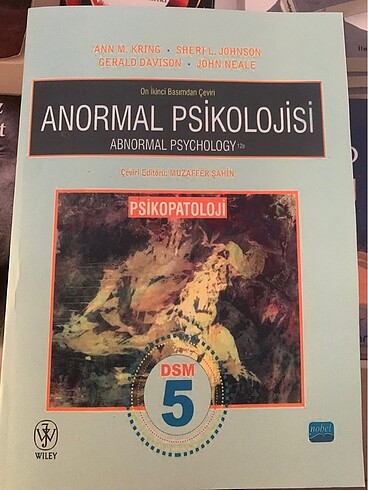 ANN M. KRING • SHERI L. JOHNSON
GERALD DAVISON • JOHN NEALE
On İkinci Basımdan Çeviri
ANORMAL PSİKOLOJİSİ
ABNORMAL PSYCHOLOGY 12e
Çeviri Editörü: MUZAFFER ŞAHİN
PSİKOPATOLOJİ
DSM
5
WILEY
nobel